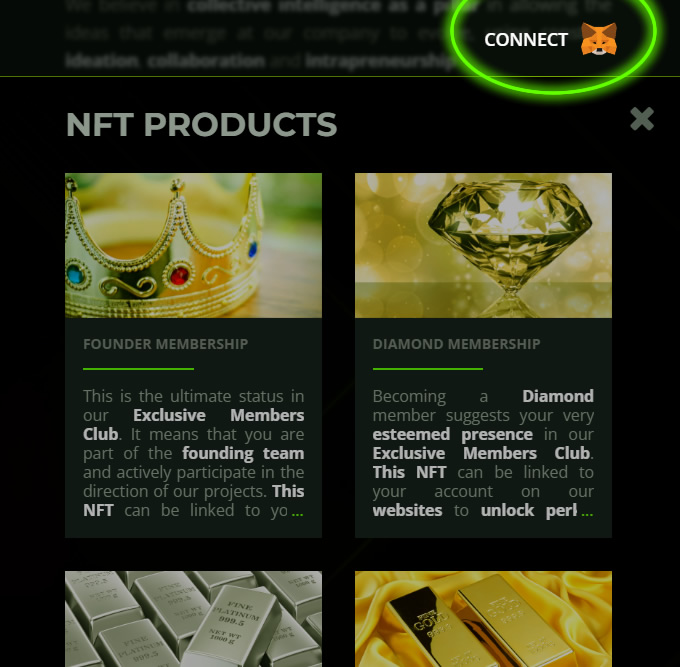 We believe in collective intelligence as a power in allowing the
ideas that emerge at our company to
Ideation, collaboration and intrapreneurship
CONNECT
NFT PRODUCTS
FOUNDER MEMBERSHIP
This is the ultimate status in
our Exclusive Members
Club. It means that you are
part of the founding team
and actively participate in the
direction of our projects. This
NFT can be linked to yo...
DIAMOND MEMBERSHIP
Becoming a Diamond
member suggests your very
esteemed presence in our
Exclusive Members Club.
This NFT can be linked to
your account on our
websites to unlock perk...
FINE
PLATINUM
999.5
NET WT
1000 g
FINE
GOLD
999.9